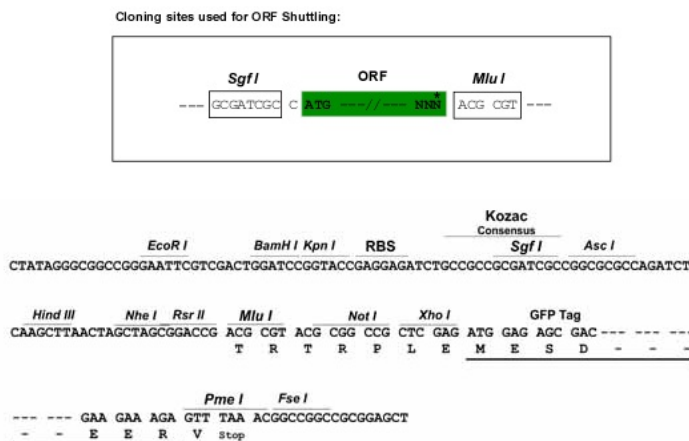 Cloning sites used for ORF Shuttling:
Sgf I ORF Mlu I
--- GCGATCGC C ATG ---//--- NNN* ACG CGT ---
Kozac
Consensus
EcoR I BamH I Kpn I RBS Sgf I Asc I
CTATAGGGCGGCCGGGAATTCGTCGACTGGATCCGGTACCGAGGAGATCTGCCGCCGCGATCGCCGGCGCGCCAGATCT
Hind III Nhe I Rsr II Mlu I Not I Xho I GFP Tag
CAAGCTTAACTAGCTAGCGGACCG ACG CGT ACG CGG CCG CTC GAG ATG GAG AGC GAC--- ---
T R T R P L E M E S D - - -
Pme I Fse I
--- --- GAA GAA AGA GTT TAA ACGGCCGGCCGCGGAGCT
- - E E R V Stop